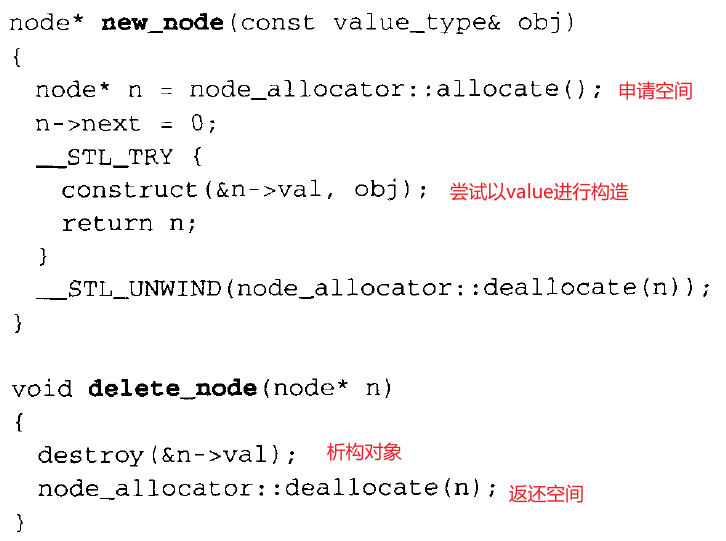 node* new_node(const value_type& obj)
{
node* n = node_allocator::allocate(); 申请空间
n->next = 0;
__STL_TRY {
construct(&n->val, obj); 尝试以value进行构造
return n;
}
__STL_UNWIND(node_allocator::deallocate(n));
}
void delete_node(node* n)
{
destroy(&n->val); 析构对象
node_allocator::deallocate(n); 返还空间
}